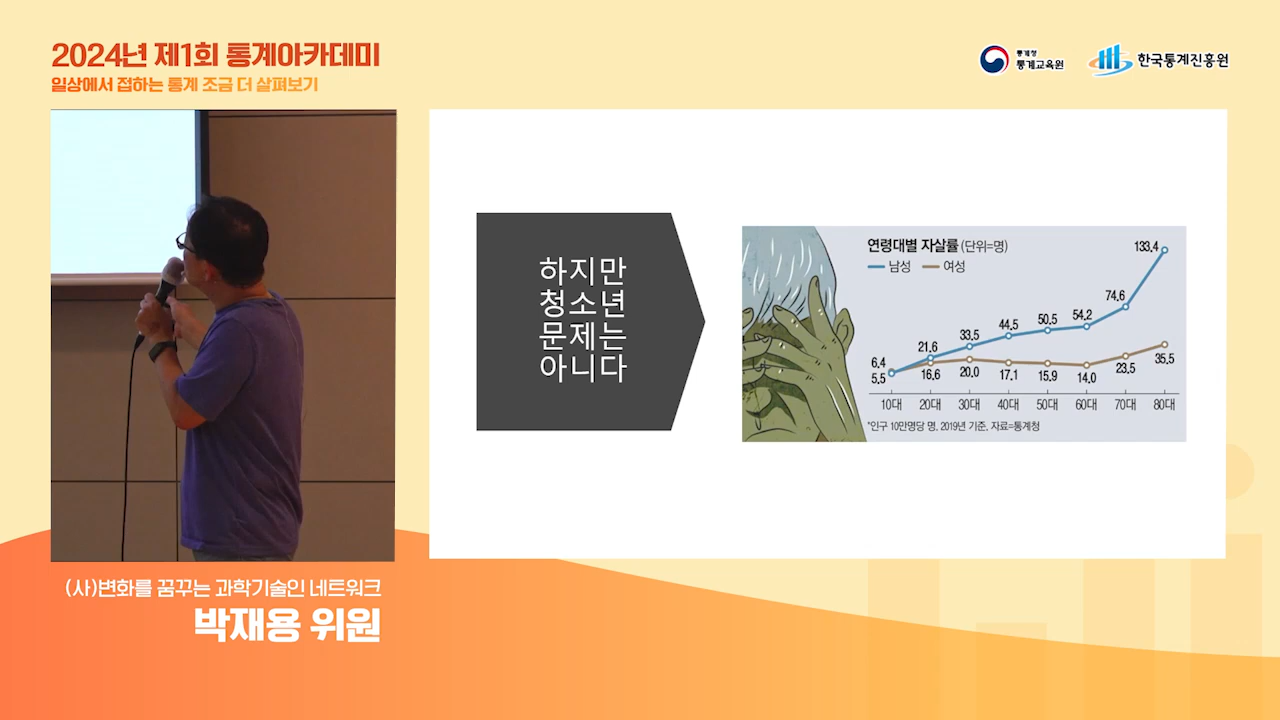 2024년 제1회 통계아카데미
일상에서 접하는 통계 조금 더 살펴보기
통계청
통계교육원
한국통계진흥원
하지만
청소년
문제는
아니다
연령대별 자살률 (단위=명)
남성 여성
133.4
74.6
54.2
50.5
44.5
33.5
21.6
6.4
5.5
16.6
20.0
17.1
15.9
14.0
23.5
35.5
10대 20대 30대 40대 50대 60대 70대 80대
*인구 10만명당 명. 2019년 기준. 자료=통계청
(사)변화를 꿈꾸는 과학기술인 네트워크
박재용 위원